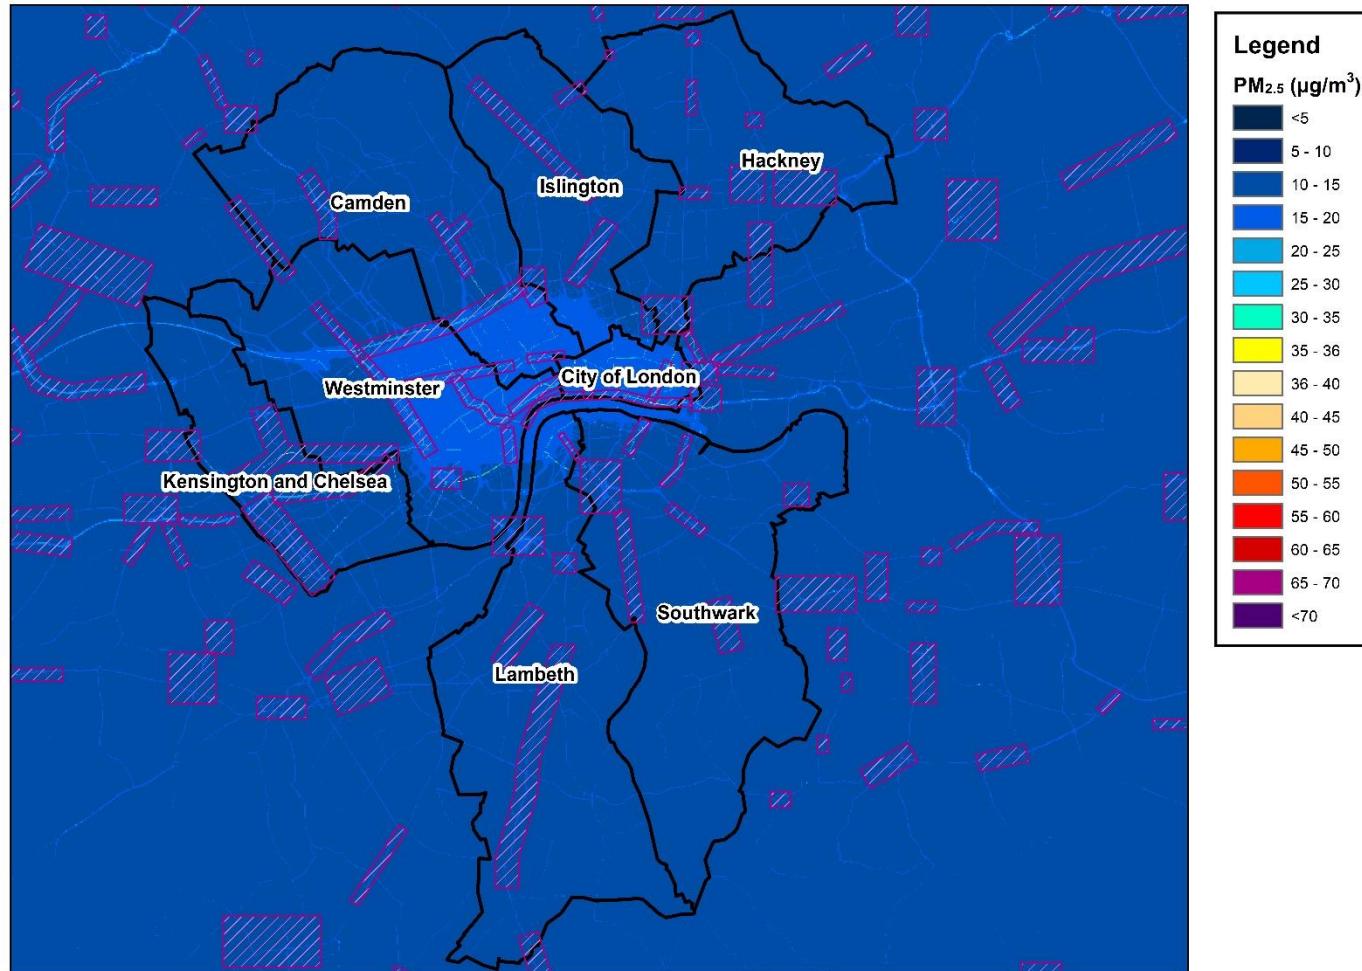 Legend
PM2.5 (µg/m³)
<5
5 - 10
10 - 15
15 - 20
20 - 25
25 - 30
30 - 35
35 - 36
36 - 40
40 - 45
45 - 50
50 - 55
55 - 60
60 - 65
65 - 70
<70
Hackney
Islington
Camden
City of London
Westminster
Kensington and Chelsea
Southwark
Lambeth